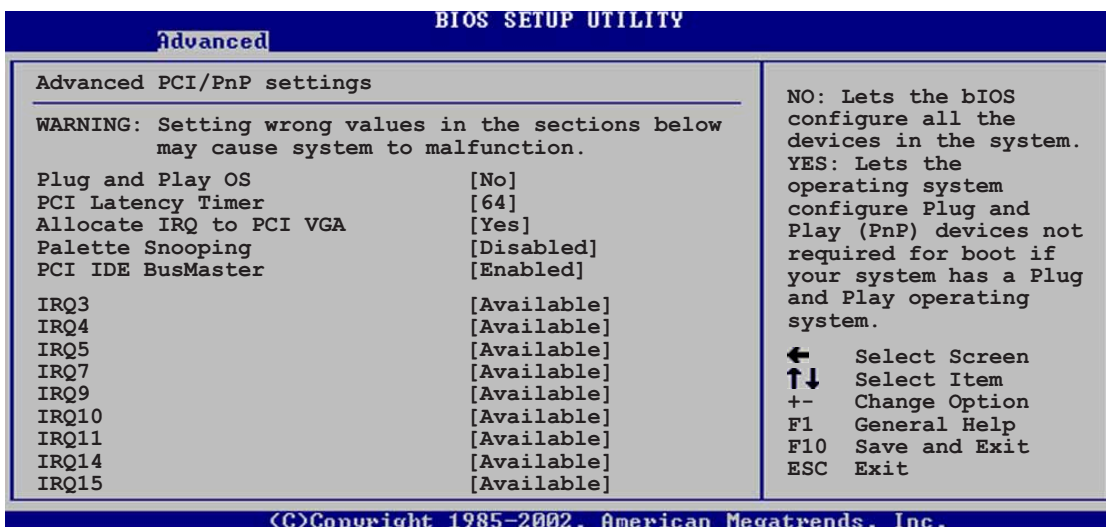 BIOS SETUP UTILITY
Advanced
Advanced PCI/PnP settings
WARNING: Setting wrong values in the sections below
may cause system to malfunction.
Plug and Play OS [No]
PCI Latency Timer [64]
Allocate IRQ to PCI VGA [Yes]
Palette Snooping [Disabled]
PCI IDE BusMaster [Enabled]
IRQ3 [Available]
IRQ4 [Available]
IRQ5 [Available]
IRQ7 [Available]
IRQ9 [Available]
IRQ10 [Available]
IRQ11 [Available]
IRQ14 [Available]
IRQ15 [Available]
NO: Lets the bIOS
configure all the
devices in the system.
YES: Lets the
operating system
configure Plug and
Play (PnP) devices not
required for boot if
your system has a Plug
and Play operating
system.
← Select Screen
↑↓ Select Item
+- Change Option
F1 General Help
F10 Save and Exit
ESC Exit
(C)Copyright 1985-2002, American Megatrends, Inc.